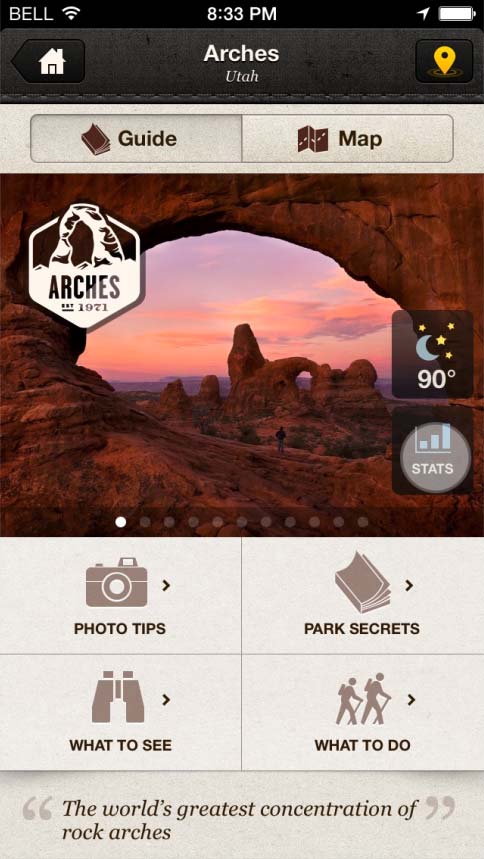 BELL 8:33 PM
Arches
Utah
Guide Map
ARCHES
EST 1971
90°
STATS
PHOTO TIPS PARK SECRETS
WHAT TO SEE WHAT TO DO
“ The world’s greatest concentration of ”
rock arches